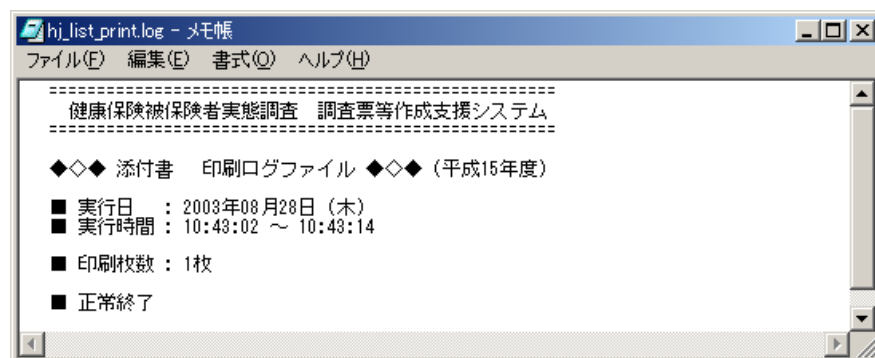 hj_list_print.log - メモ帳
ファイル(F) 編集(E) 書式(O) ヘルプ(H)
=====================================================
健康保険被保険者実態調査 調査票等作成支援システム
=====================================================
◆◇◆ 添付書 印刷ログファイル ◆◇◆ (平成15年度)
■ 実行日 : 2003年08月28日 (木)
■ 実行時間 : 10:43:02 ～ 10:43:14
■ 印刷枚数 : 1枚
■ 正常終了